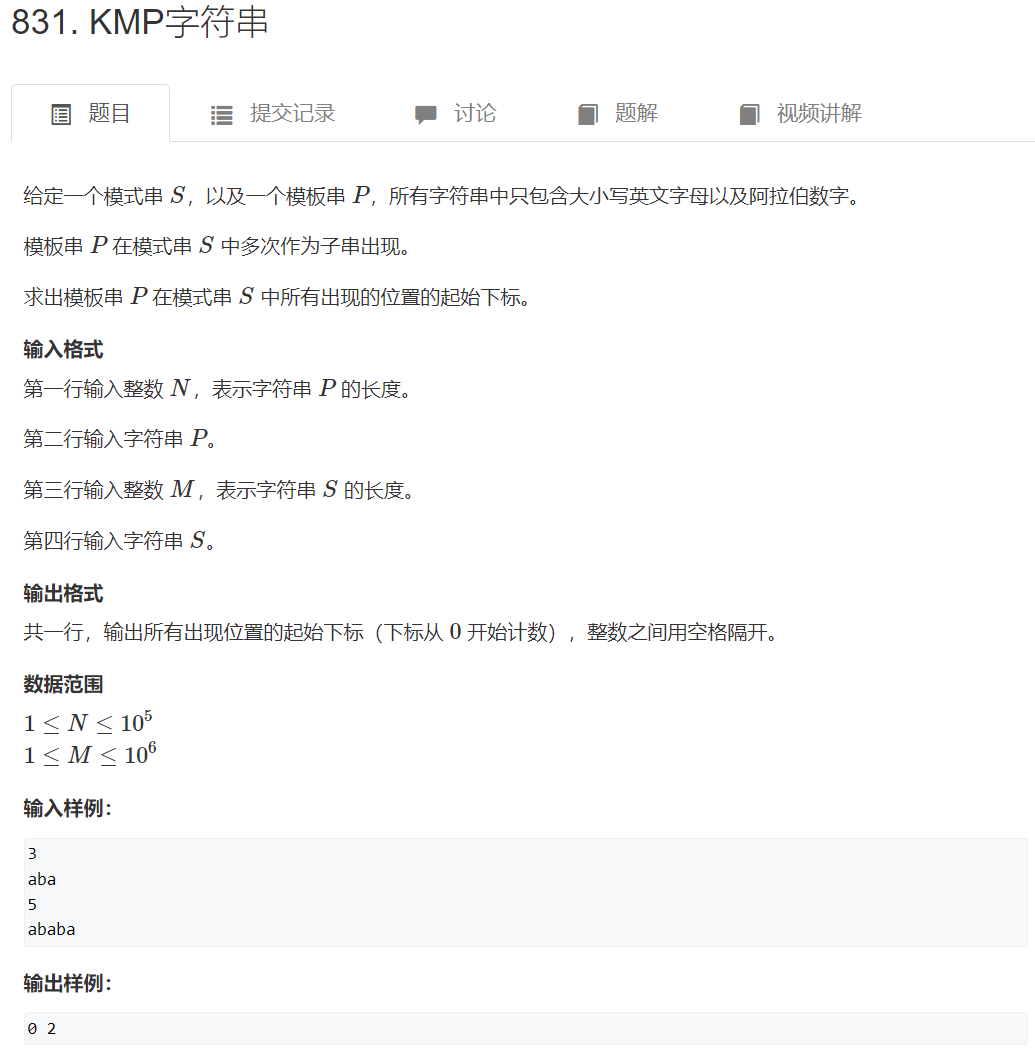 831. KMP字符串
题目 提交记录 讨论 题解 视频讲解
给定一个模式串 S，以及一个模板串 P，所有字符串中只包含大小写英文字母以及阿拉伯数字。
模板串 P 在模式串 S 中多次作为子串出现。
求出模板串 P 在模式串 S 中所有出现的位置的起始下标。
输入格式
第一行输入整数 N，表示字符串 P 的长度。
第二行输入字符串 P。
第三行输入整数 M，表示字符串 S 的长度。
第四行输入字符串 S。
输出格式
共一行，输出所有出现位置的起始下标（下标从 0 开始计数），整数之间用空格隔开。
数据范围
1 ≤ N ≤ 10⁵
1 ≤ M ≤ 10⁶
输入样例：
3
aba
5
ababa
输出样例：
0 2